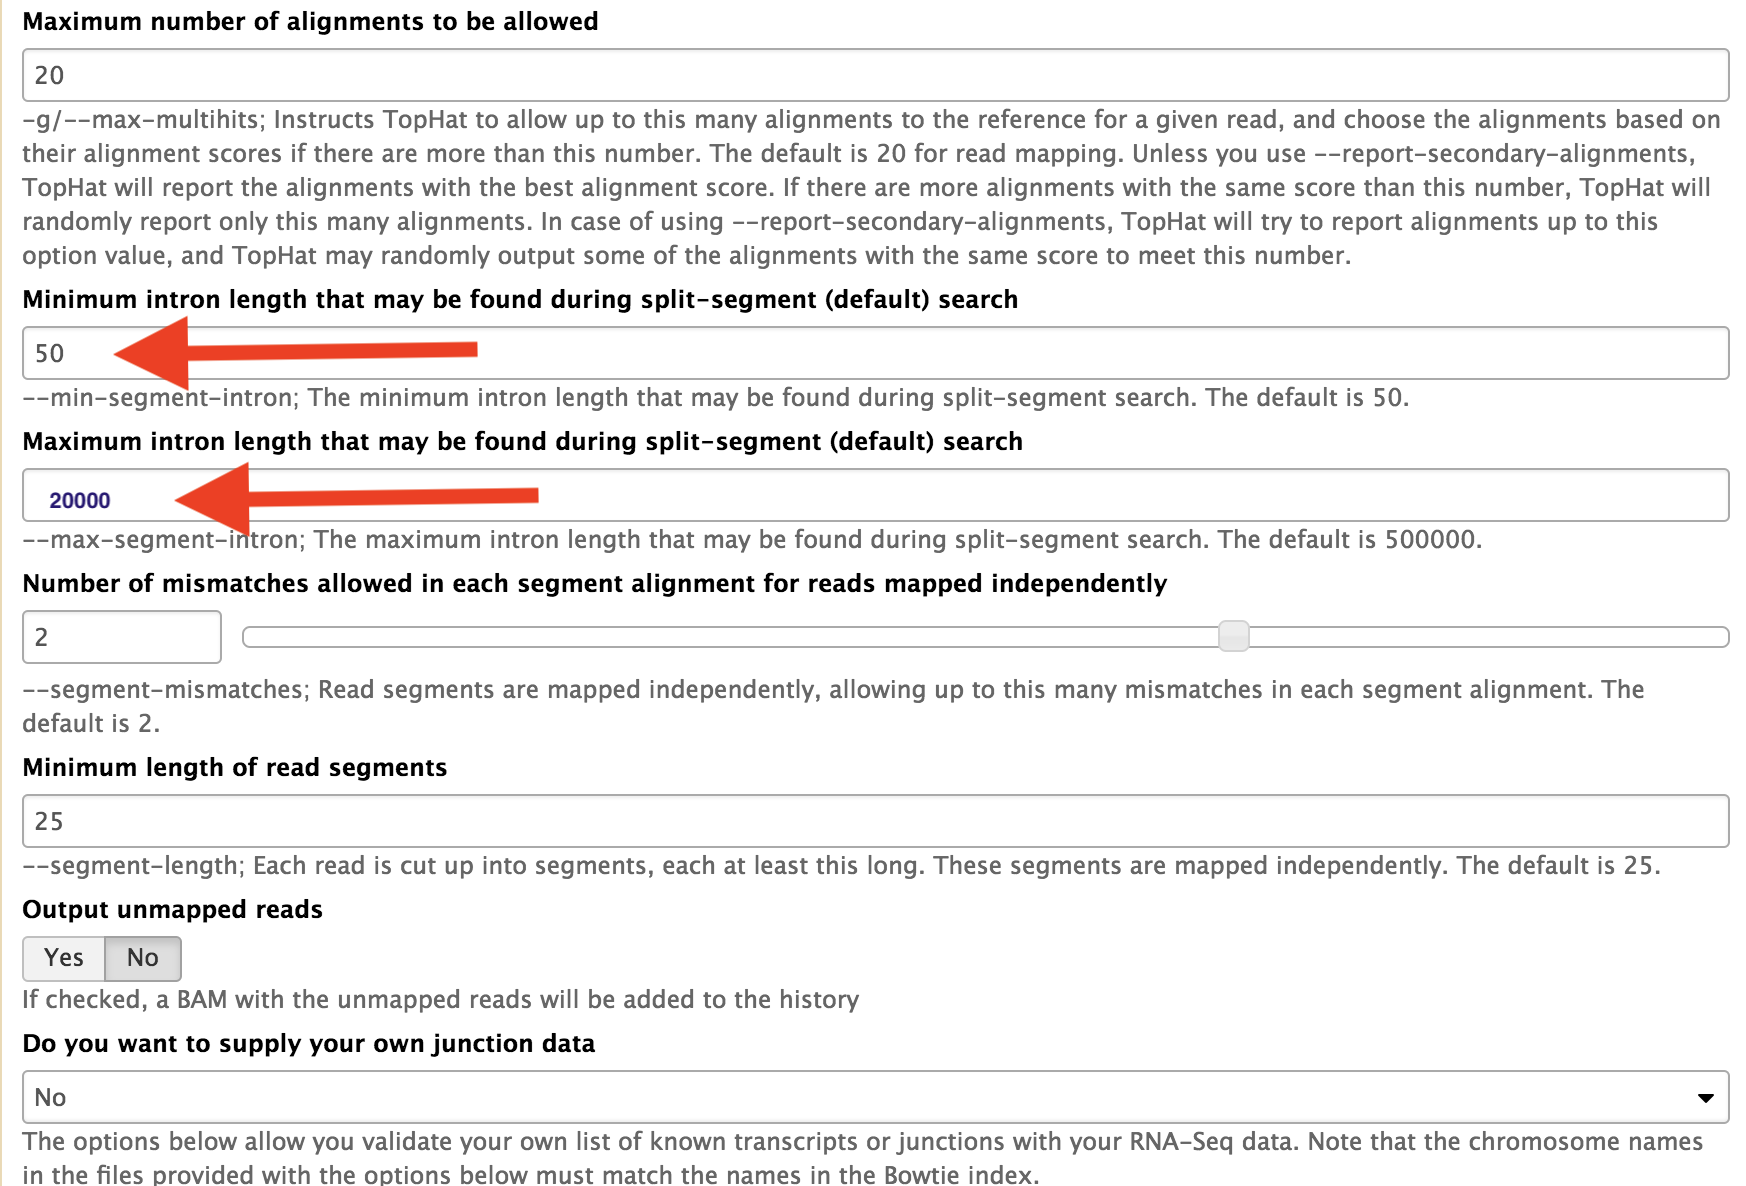 Maximum number of alignments to be allowed
20
-g/--max-multihits; Instructs TopHat to allow up to this many alignments to the reference for a given read, and choose the alignments based on
their alignment scores if there are more than this number. The default is 20 for read mapping. Unless you use --report-secondary-alignments,
TopHat will report the alignments with the best alignment score. If there are more alignments with the same score than this number, TopHat will
randomly report only this many alignments. In case of using --report-secondary-alignments, TopHat will try to report alignments up to this
option value, and TopHat may randomly output some of the alignments with the same score to meet this number.
Minimum intron length that may be found during split-segment (default) search
50
--min-segment-intron; The minimum intron length that may be found during split-segment search. The default is 50.
Maximum intron length that may be found during split-segment (default) search
20000
--max-segment-intron; The maximum intron length that may be found during split-segment search. The default is 500000.
Number of mismatches allowed in each segment alignment for reads mapped independently
2
--segment-mismatches; Read segments are mapped independently, allowing up to this many mismatches in each segment alignment. The
default is 2.
Minimum length of read segments
25
--segment-length; Each read is cut up into segments, each at least this long. These segments are mapped independently. The default is 25.
Output unmapped reads
Yes No
If checked, a BAM with the unmapped reads will be added to the history
Do you want to supply your own junction data
No
The options below allow you validate your own list of known transcripts or junctions with your RNA-Seq data. Note that the chromosome names
in the files provided with the options below must match the names in the Bowtie index.